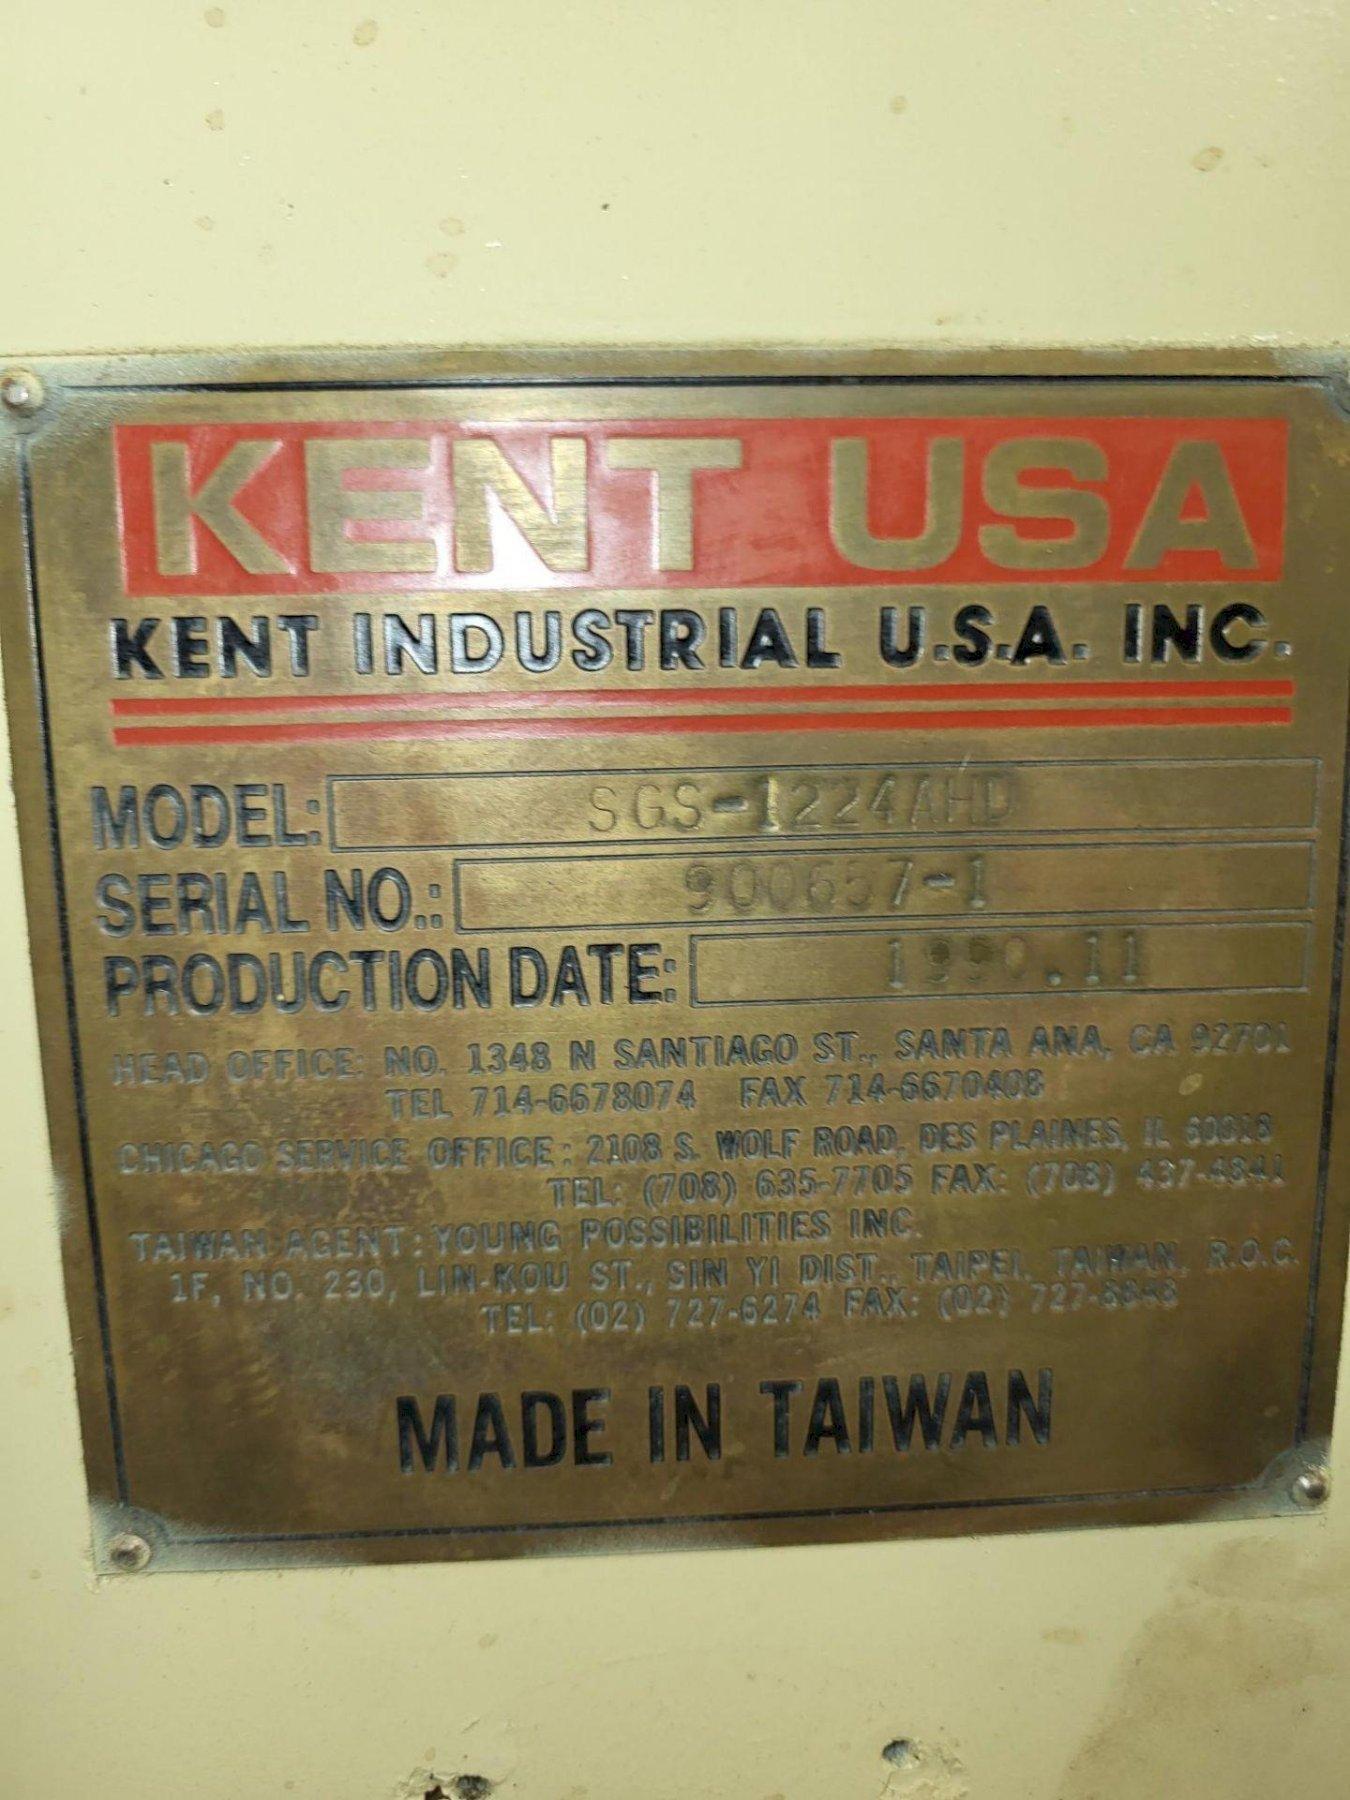 KENT USA
KENT INDUSTRIAL U.S.A. INC.
MODEL: SGS-1224AHD
SERIAL NO.: 900657-1
PRODUCTION DATE: 1990.11
HEAD OFFICE: NO. 1348 N SANTIAGO ST., SANTA ANA, CA 92701
TEL 714-6678074 FAX 714-6670408
CHICAGO SERVICE OFFICE: 2108 S. WOLF ROAD, DES PLAINES, IL 60018
TEL: (708) 635-7705 FAX: (708) 437-4841
TAIWAN AGENT: YOUNG POSSIBILITIES INC.
1F, NO. 230, LIN-KOU ST., SIN YI DIST., TAIPEI, TAIWAN, R.O.C.
TEL: (02) 727-6274 FAX: (02)
MADE IN TAIWAN